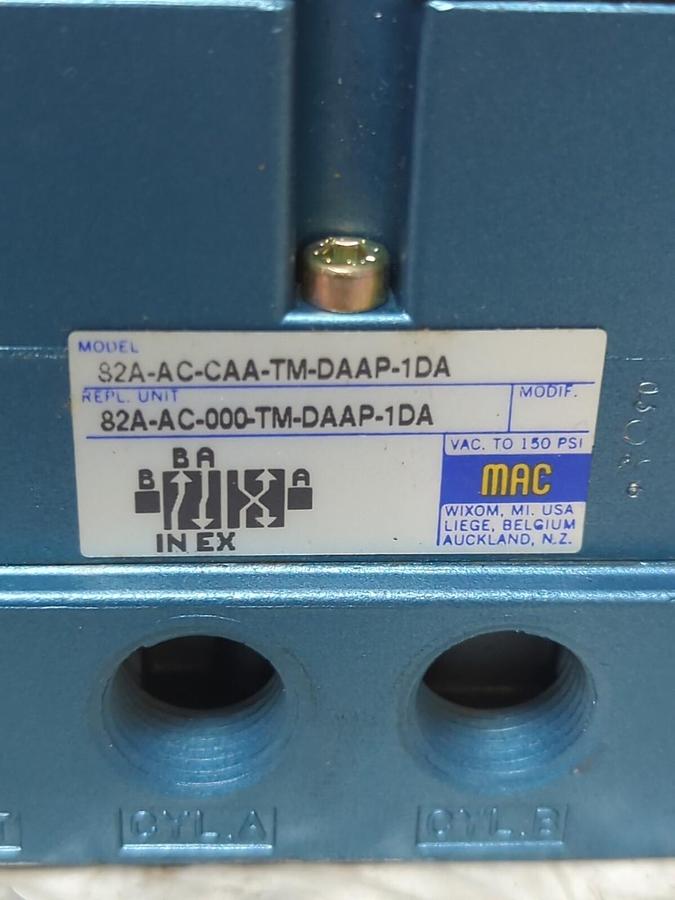 MODEL
82A-AC-CAA-TM-DAAP-1DA
REPL. UNIT
MODIF.
82A-AC-000-TM-DAAP-1DA
VAC. TO 150 PSI
B A
B
A
IN EX
MAC
WIXOM, MI. USA
LIEGE, BELGIUM
AUCKLAND, N.Z.
CYL.A
CYL.B